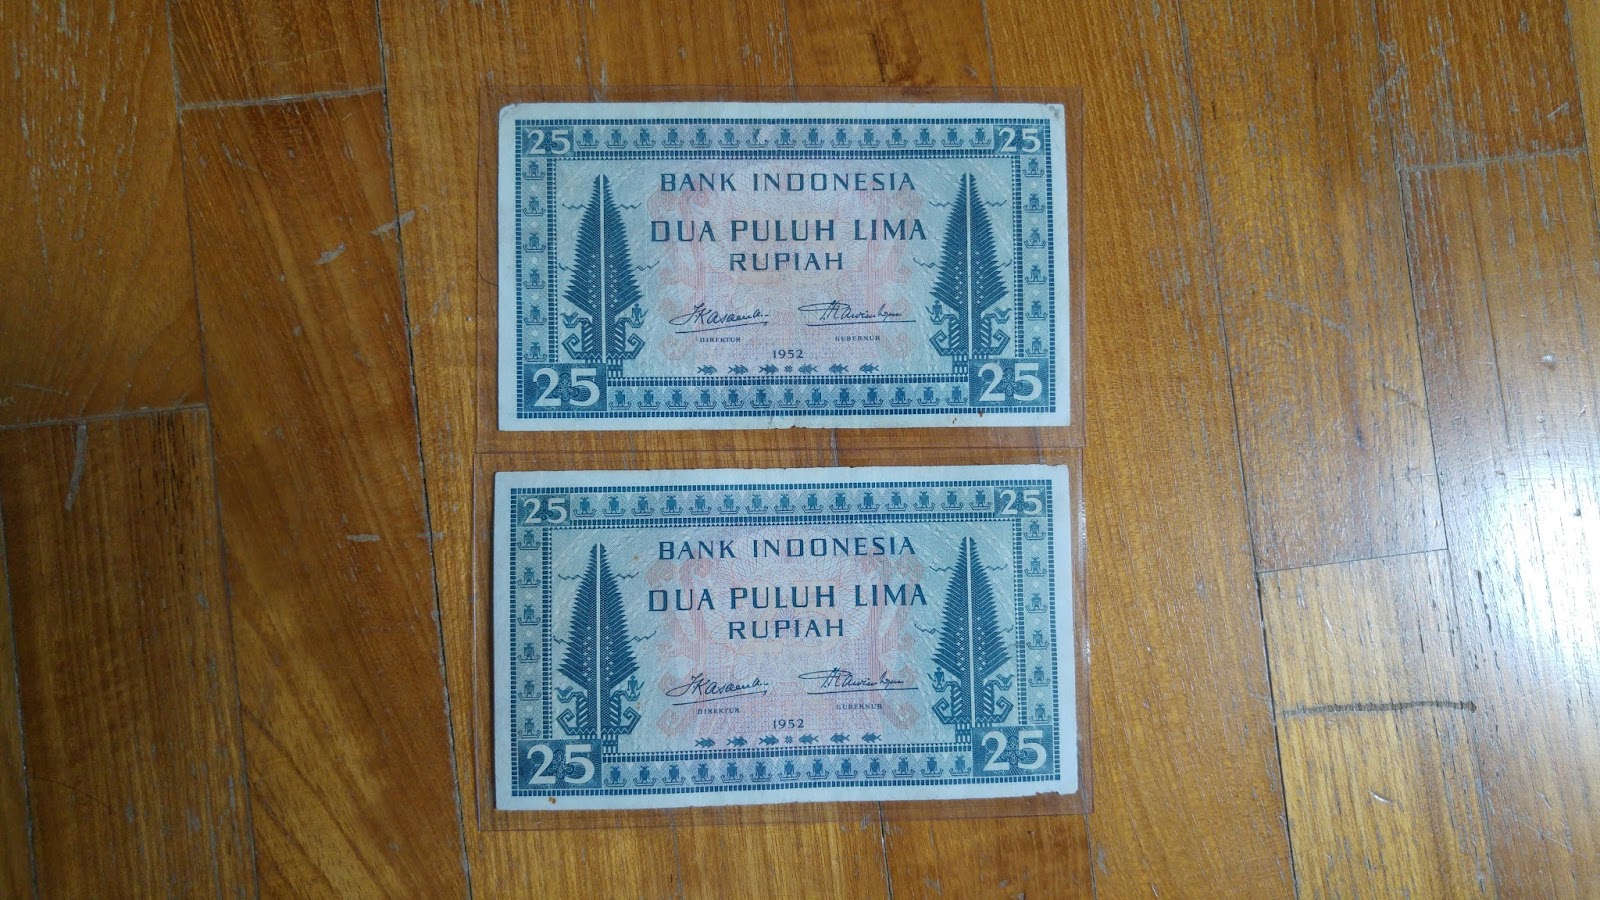 25 25
BANK INDONESIA
DUA PULUH LIMA
RUPIAH
DIREKTUR GUBERNUR
1952
25 25
25 25
BANK INDONESIA
DUA PULUH LIMA
RUPIAH
DIREKTUR GUBERNUR
1952
25 25